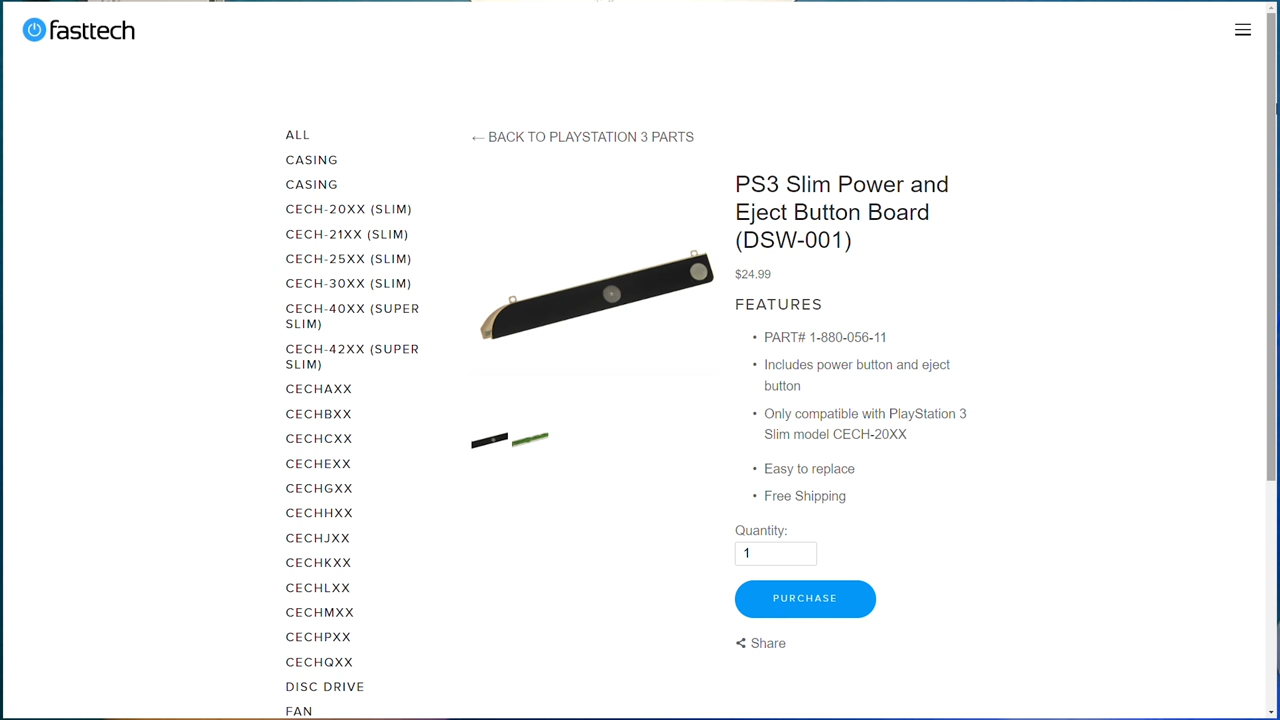 fasttech
ALL
CASING
CASING
CECH-20XX (SLIM)
CECH-21XX (SLIM)
CECH-25XX (SLIM)
CECH-30XX (SLIM)
CECH-40XX (SUPER
SLIM)
CECH-42XX (SUPER
SLIM)
CECHAXX
CECHBXX
CECHCXX
CECHEXX
CECHGXX
CECHHXX
CECHJXX
CECHKXX
CECHLXX
CECHMXX
CECHPXX
CECHQXX
DISC DRIVE
FAN
← BACK TO PLAYSTATION 3 PARTS
PS3 Slim Power and
Eject Button Board
(DSW-001)
$24.99
FEATURES
• PART# 1-880-056-11
• Includes power button and eject
button
• Only compatible with PlayStation 3
Slim model CECH-20XX
• Easy to replace
• Free Shipping
Quantity:
1
PURCHASE
Share